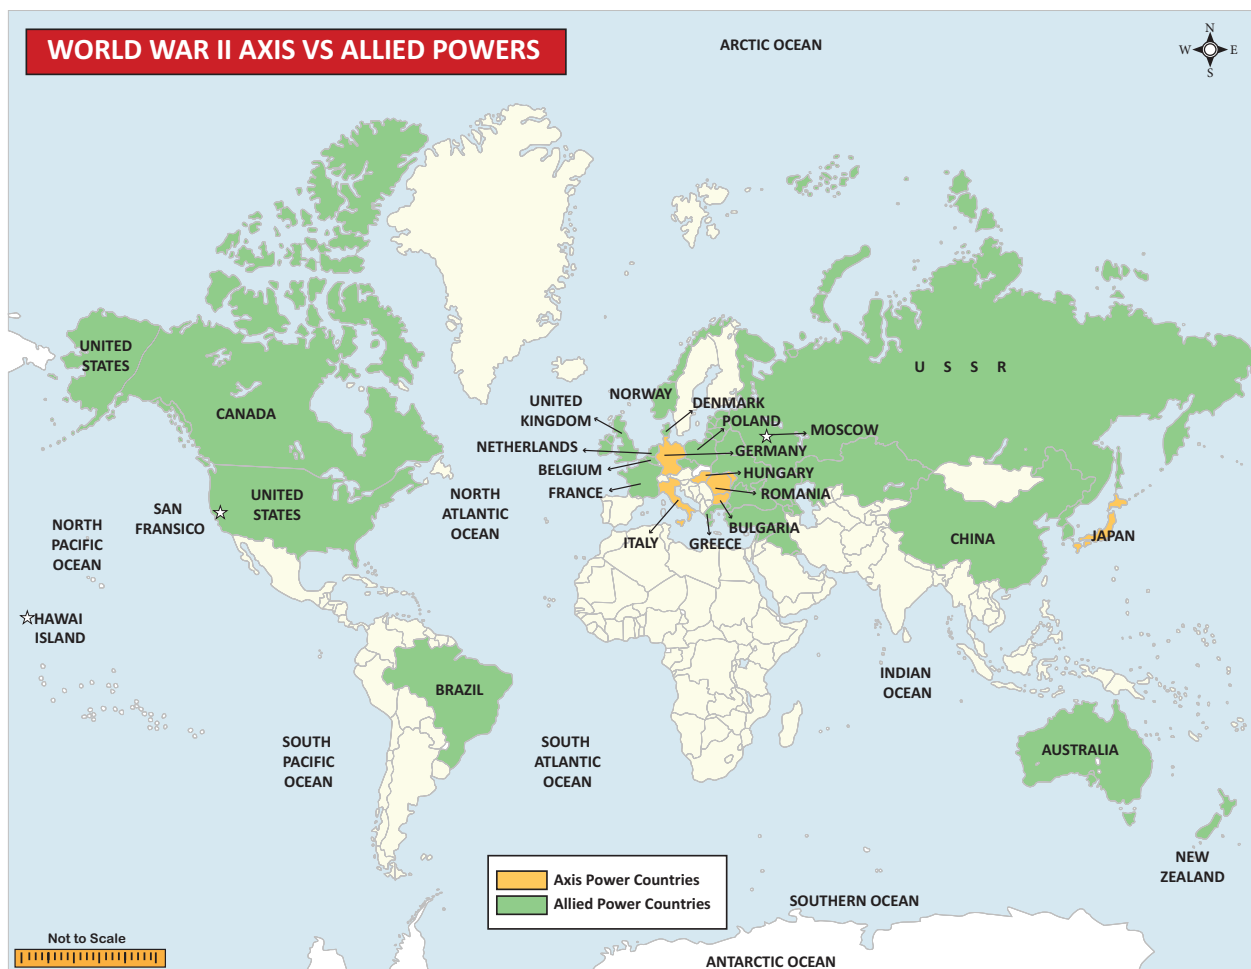 WORLD WAR II AXIS VS ALLIED POWERS
ARCTIC OCEAN
N
W
E
S
UNITED
STATES
CANADA
UNITED
STATES
SAN
FRANSICO
NORTH
PACIFIC
OCEAN
HAWAI
ISLAND
NORTH
ATLANTIC
OCEAN
UNITED
KINGDOM
NORWAY
DENMARK
POLAND
NETHERLANDS
BELGIUM
FRANCE
MOSCOW
GERMANY
HUNGARY
ROMANIA
BULGARIA
ITALY
GREECE
U S S R
CHINA
JAPAN
BRAZIL
INDIAN
OCEAN
SOUTH
PACIFIC
OCEAN
SOUTH
ATLANTIC
OCEAN
AUSTRALIA
NEW
ZEALAND
Axis Power Countries
Allied Power Countries
SOUTHERN OCEAN
Not to Scale
ANTARCTIC OCEAN